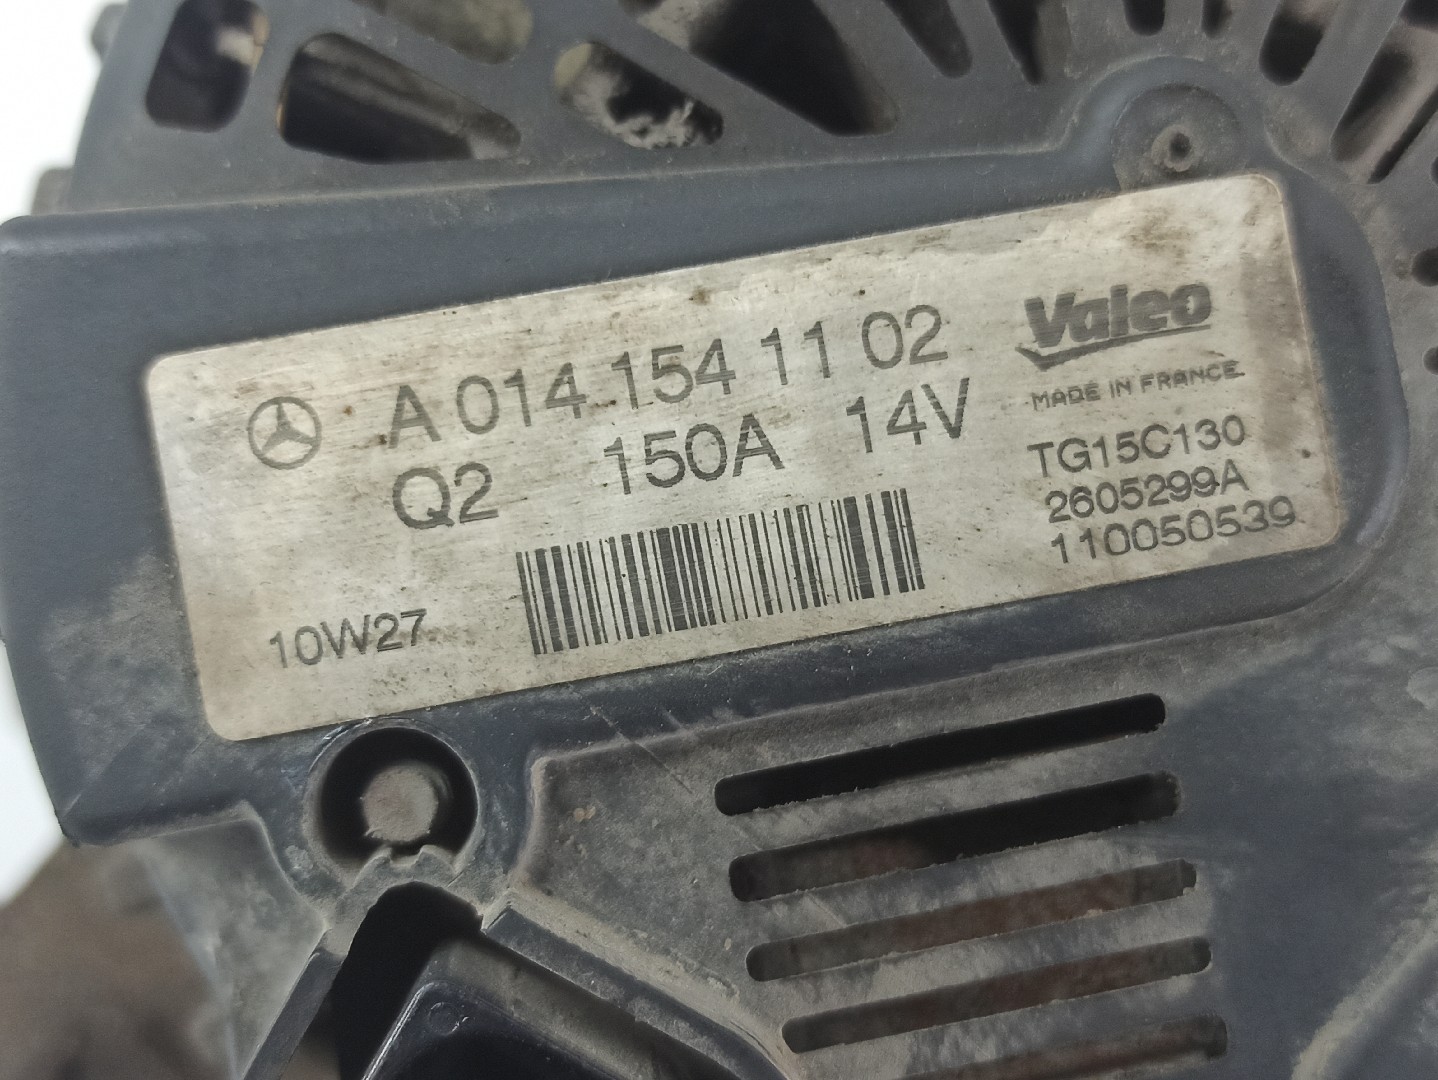 A 014 154 11 02
Q2 150A 14V
10W27
Valeo
MADE IN FRANCE
TG15C130
2605299A
110050539